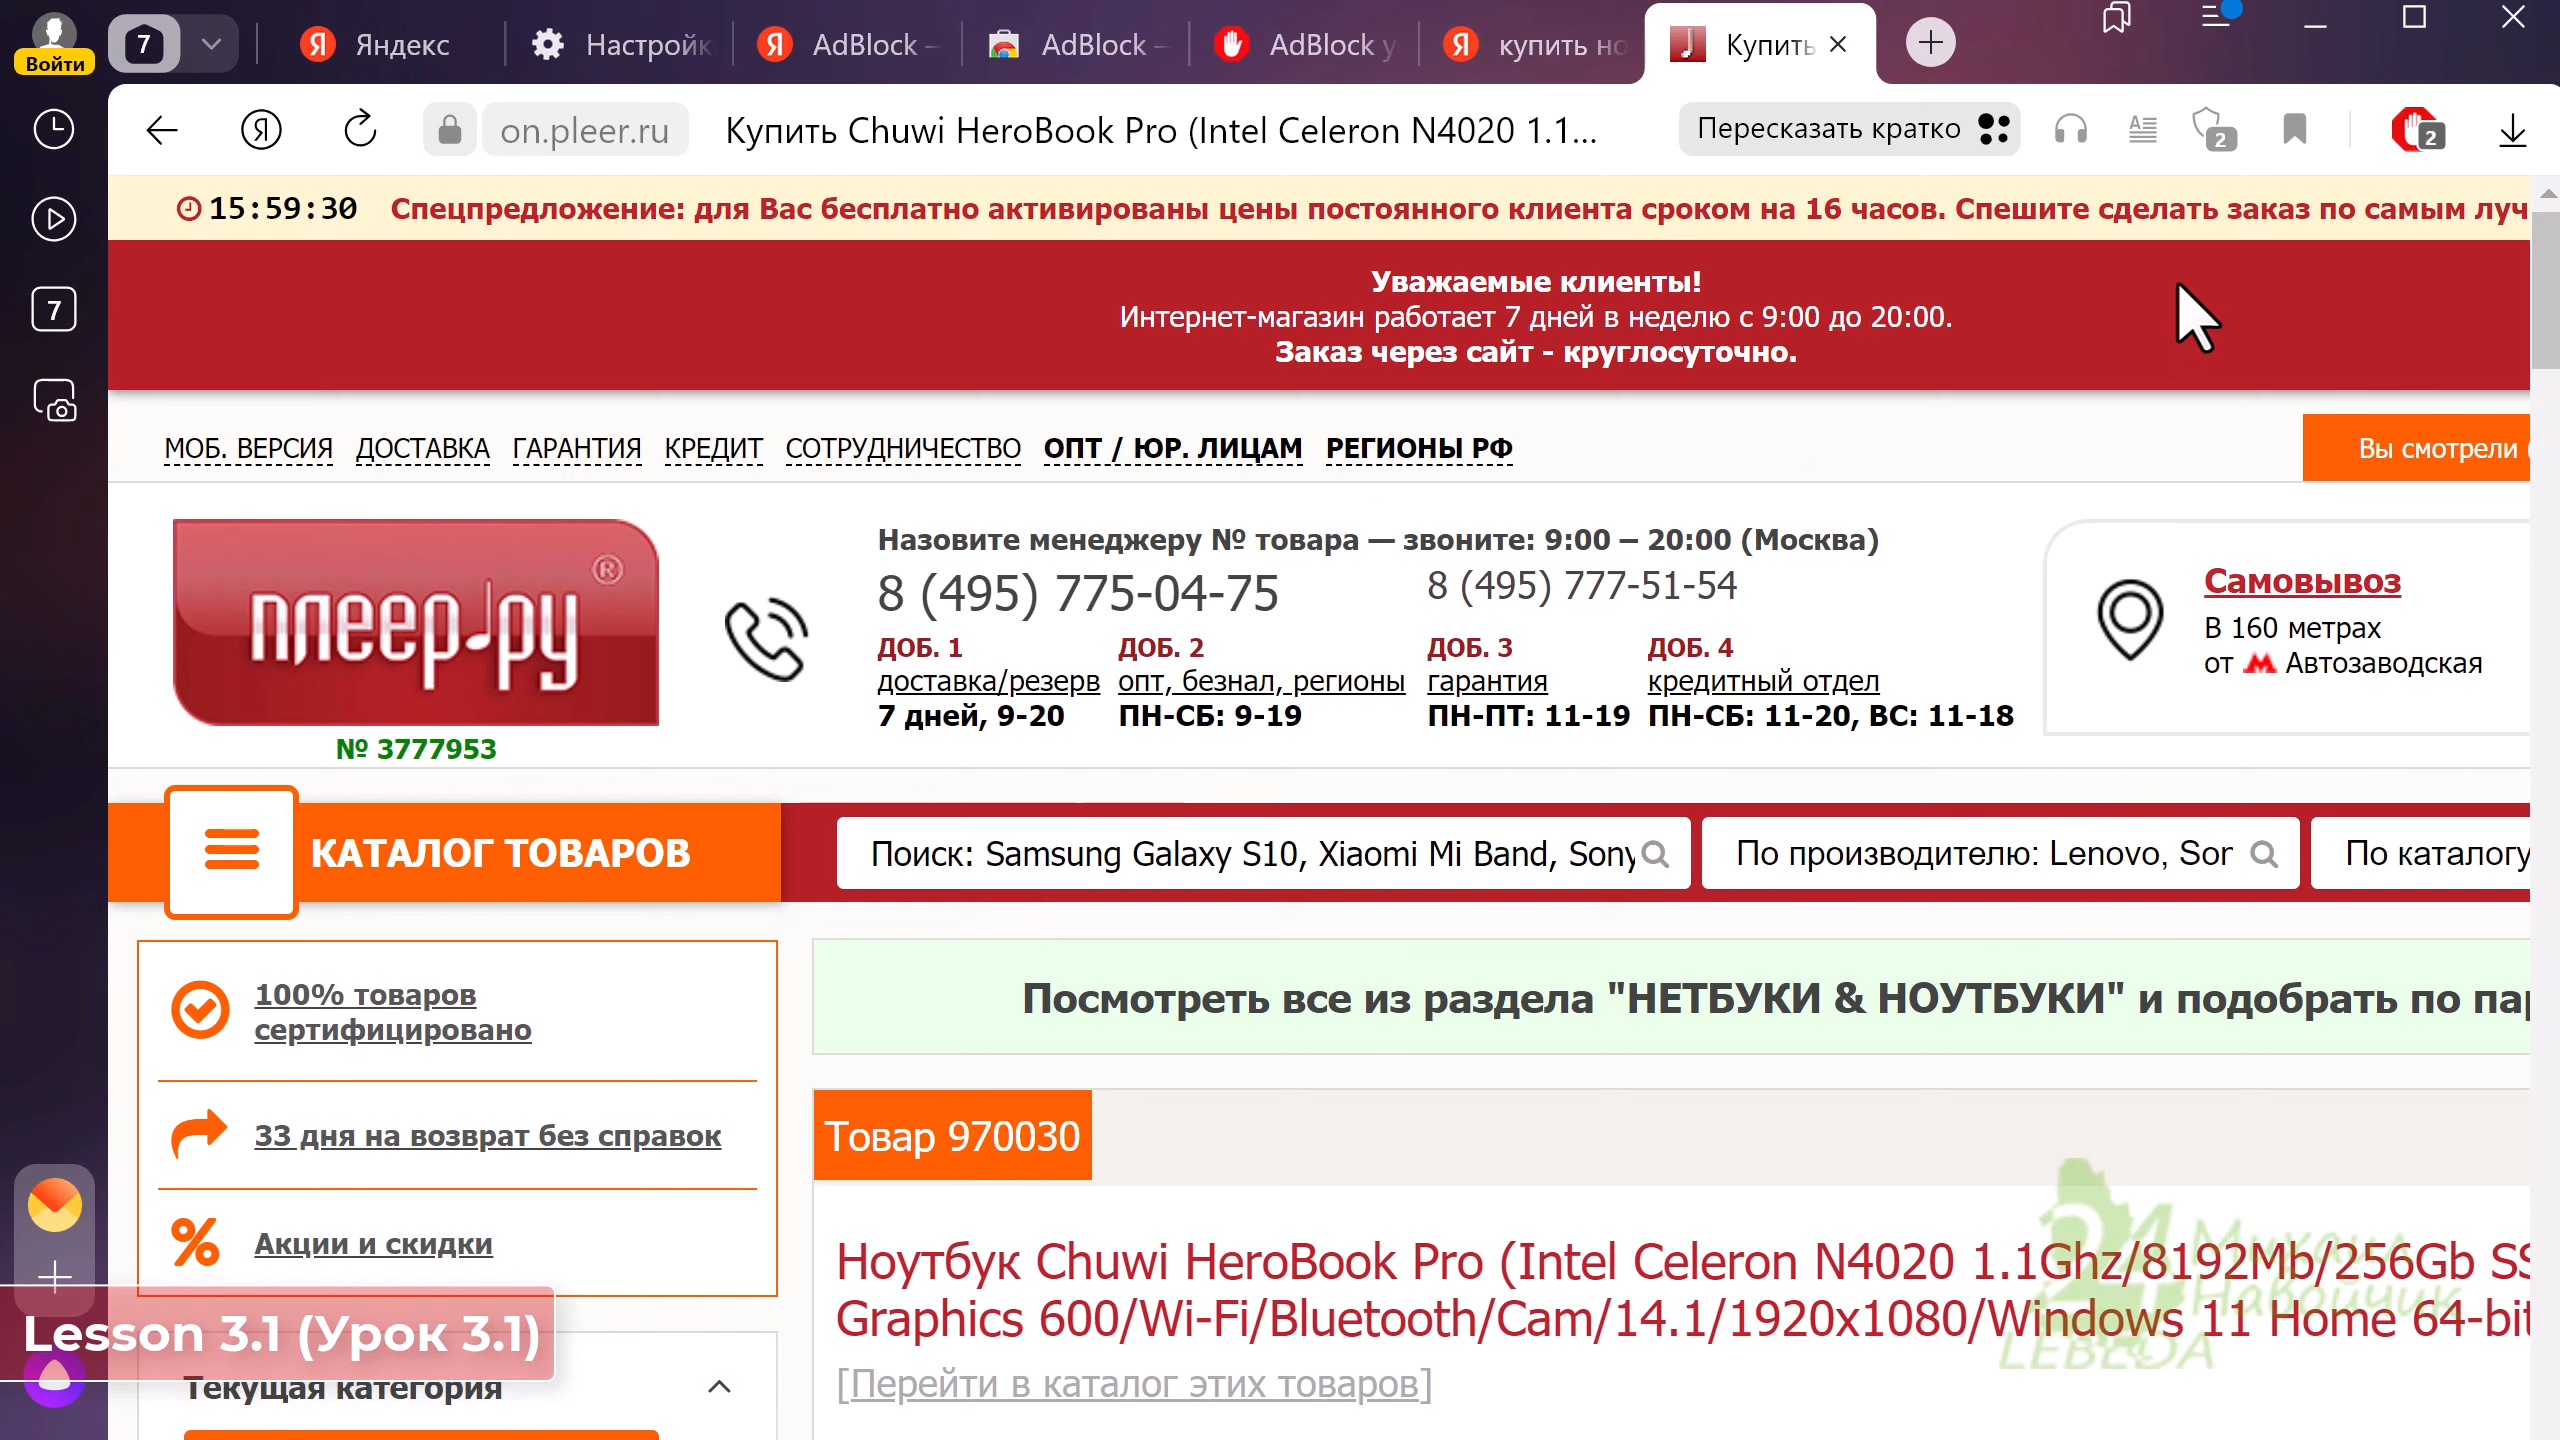 7
Яндекс
Настройк
AdBlock –
AdBlock –
AdBlock у
купить но
Купить
Войти
on.pleer.ru
Купить Chuwi HeroBook Pro (Intel Celeron N4020 1.1...
Пересказать кратко
2
2
7
15:59:30 Спецпредложение: для Вас бесплатно активированы цены постоянного клиента сроком на 16 часов. Спешите сделать заказ по самым луч
Уважаемые клиенты!
Интернет-магазин работает 7 дней в неделю с 9:00 до 20:00.
Заказ через сайт - круглосуточно.
МОБ. ВЕРСИЯ ДОСТАВКА ГАРАНТИЯ КРЕДИТ СОТРУДНИЧЕСТВО ОПТ / ЮР. ЛИЦАМ РЕГИОНЫ РФ
Вы смотрели (
плеер.ру ®
№ 3777953
Назовите менеджеру № товара — звоните: 9:00 – 20:00 (Москва)
8 (495) 775-04-75 8 (495) 777-51-54
ДОБ. 1 ДОБ. 2 ДОБ. 3 ДОБ. 4
доставка/резерв опт, безнал, регионы гарантия кредитный отдел
7 дней, 9-20 ПН-СБ: 9-19 ПН-ПТ: 11-19 ПН-СБ: 11-20, ВС: 11-18
Самовывоз
В 160 метрах
от М Автозаводская
КАТАЛОГ ТОВАРОВ
Поиск: Samsung Galaxy S10, Xiaomi Mi Band, Sony
По производителю: Lenovo, Son
По каталогу
100% товаров
сертифицировано
33 дня на возврат без справок
Акции и скидки
Текущая категория
Посмотреть все из раздела "НЕТБУКИ & НОУТБУКИ" и подобрать по пар
Товар 970030
Ноутбук Chuwi HeroBook Pro (Intel Celeron N4020 1.1Ghz/8192Mb/256Gb SS
Graphics 600/Wi-Fi/Bluetooth/Cam/14.1/1920x1080/Windows 11 Home 64-bit
[Перейти в каталог этих товаров]
Lesson 3.1 (Урок 3.1)
24
Михаил
Навойчик
LEBEDA